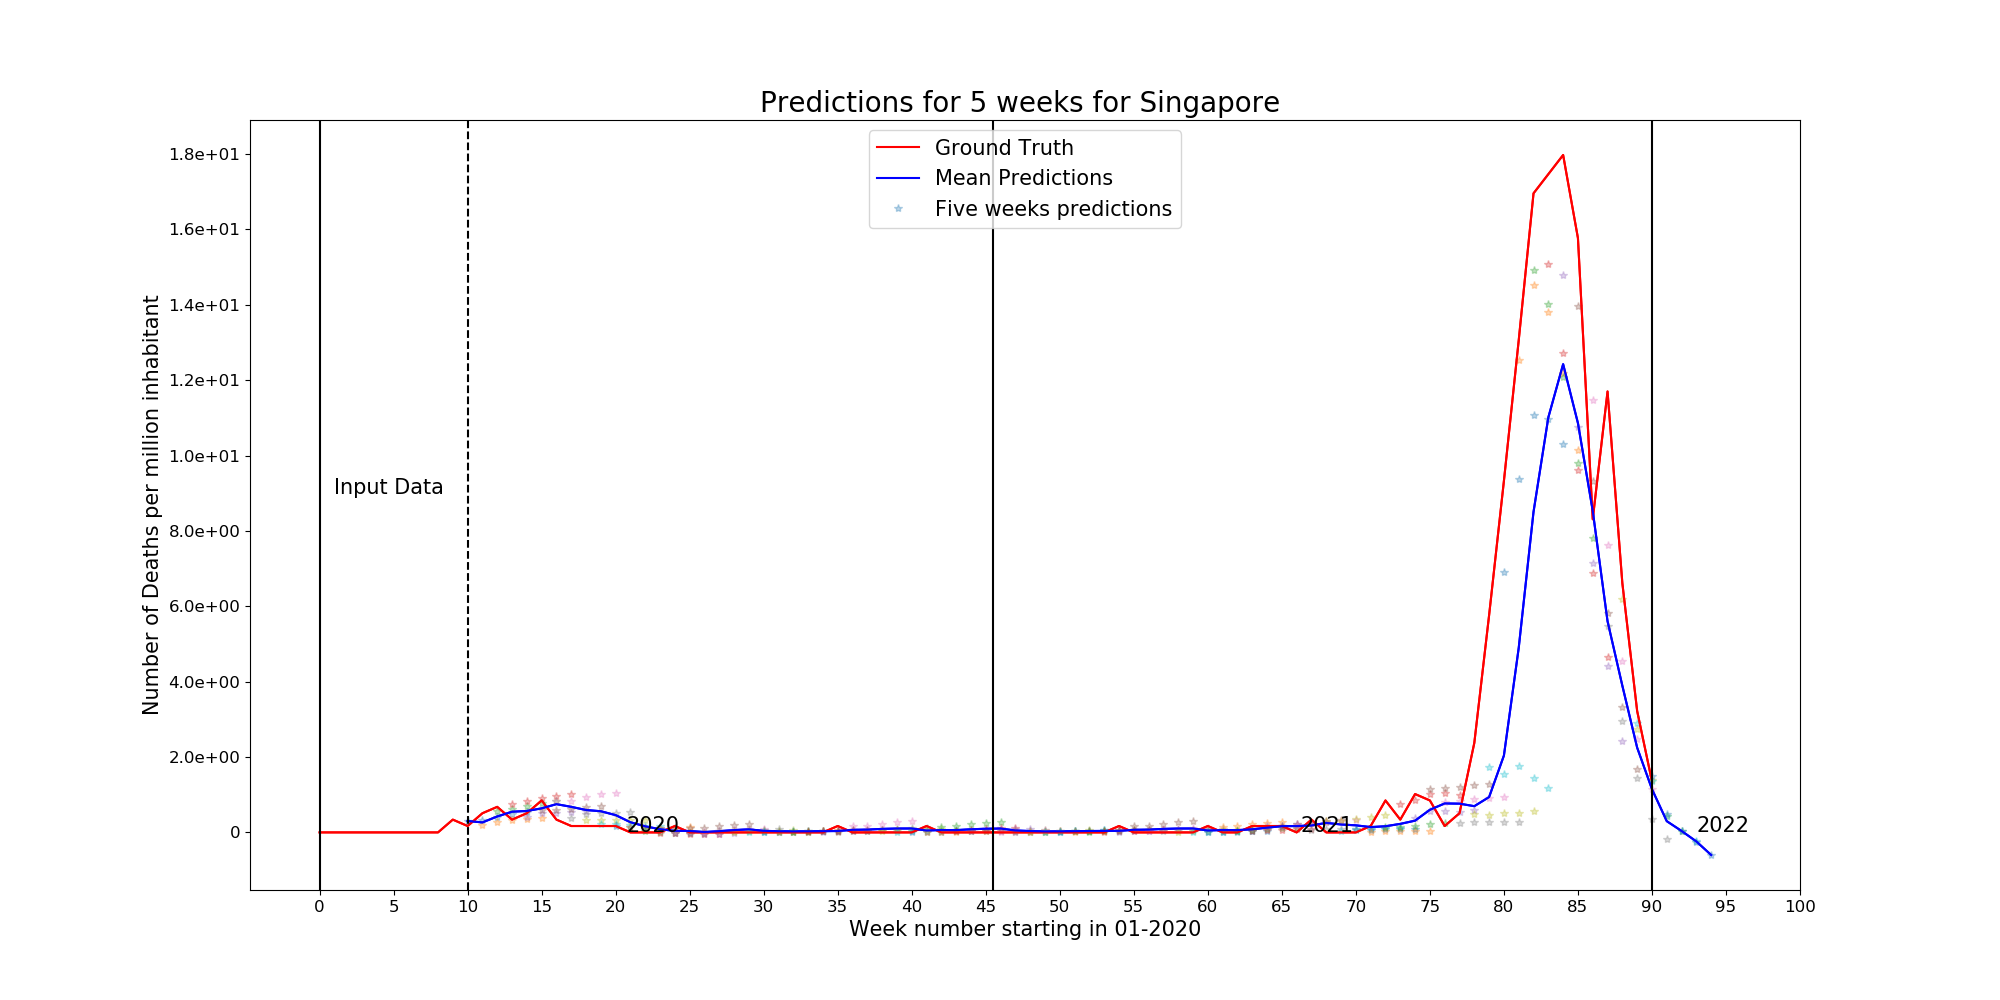 Predictions for 5 weeks for Singapore
Ground Truth
Mean Predictions
Five weeks predictions
Number of Deaths per million inhabitant
1.8e+01
1.6e+01
1.4e+01
1.2e+01
1.0e+01
8.0e+00
6.0e+00
4.0e+00
2.0e+00
0
Input Data
2020
2021
2022
0 5 10 15 20 25 30 35 40 45 50 55 60 65 70 75 80 85 90 95 100
Week number starting in 01-2020